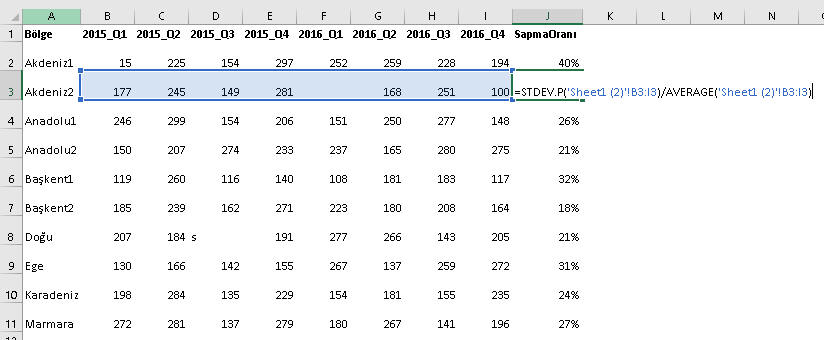 A B C D E F G H I J K L M N
1 Bölge 2015_Q1 2015_Q2 2015_Q3 2015_Q4 2016_Q1 2016_Q2 2016_Q3 2016_Q4 SapmaOranı
2 Akdeniz1 15 225 154 297 252 259 228 194 40%
3 Akdeniz2 177 245 149 281 168 251 100 =STDEV.P('Sheet1 (2)'!B3:I3)/AVERAGE('Sheet1 (2)'!B3:I3)
4 Anadolu1 246 299 154 206 151 250 277 148 26%
5 Anadolu2 150 207 274 233 237 165 280 275 21%
6 Başkent1 119 260 116 140 108 181 183 117 32%
7 Başkent2 185 239 162 271 223 180 208 164 18%
8 Doğu 207 184 s 191 277 266 143 205 21%
9 Ege 130 166 142 155 267 137 259 272 31%
10 Karadeniz 198 284 135 229 154 181 155 235 24%
11 Marmara 272 281 137 279 180 267 141 196 27%